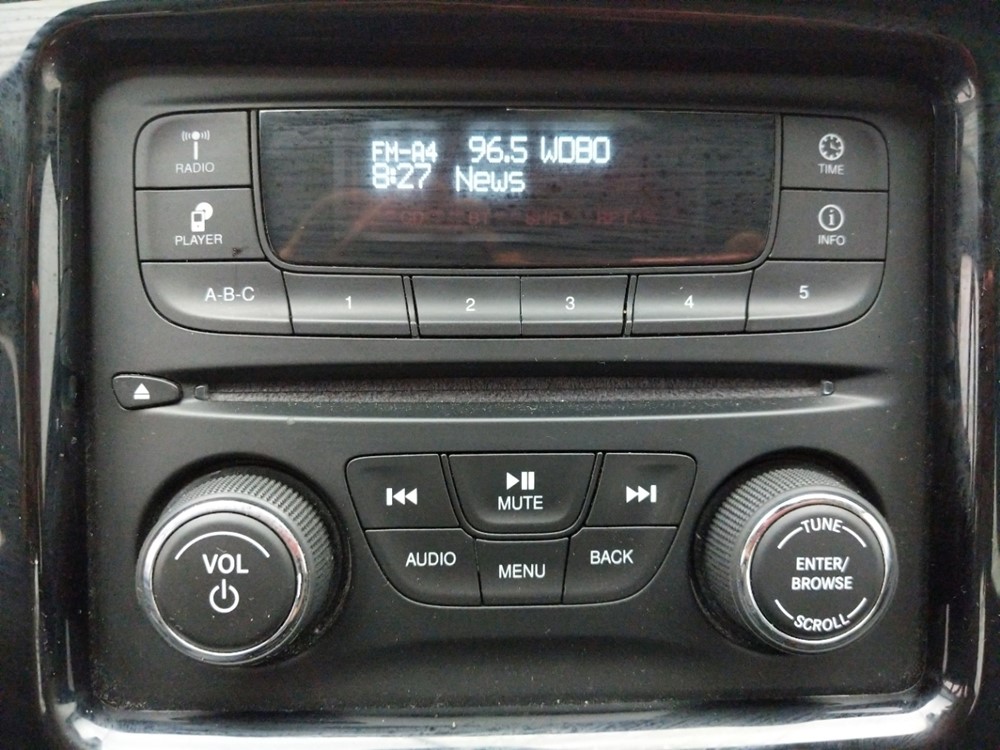 RADIO
FM-A4 96.5 WDBO
TIME
8:27 News
PLAYER
INFO
A-B-C 1 2 3 4 5
MUTE
AUDIO MENU BACK
VOL
TUNE
ENTER/
BROWSE
SCROLL